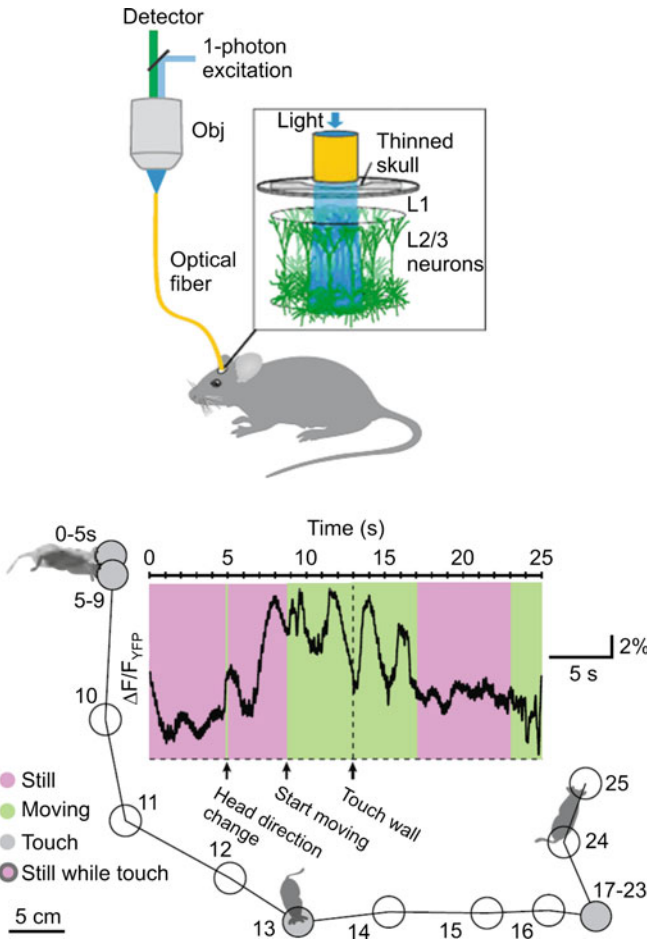 Detector
1-photon
excitation
Obj
Light
Thinned
skull
L1
L2/3
neurons
Optical
fiber
Time (s)
0-5s
0 5 10 15 20 25
5-9
ΔF/F_YFP
2%
5 s
10
Still
Moving
Touch
Still while touch
Head direction
change
Start moving
Touch wall
11
12
13
14
15
16
17-23
24
25
5 cm